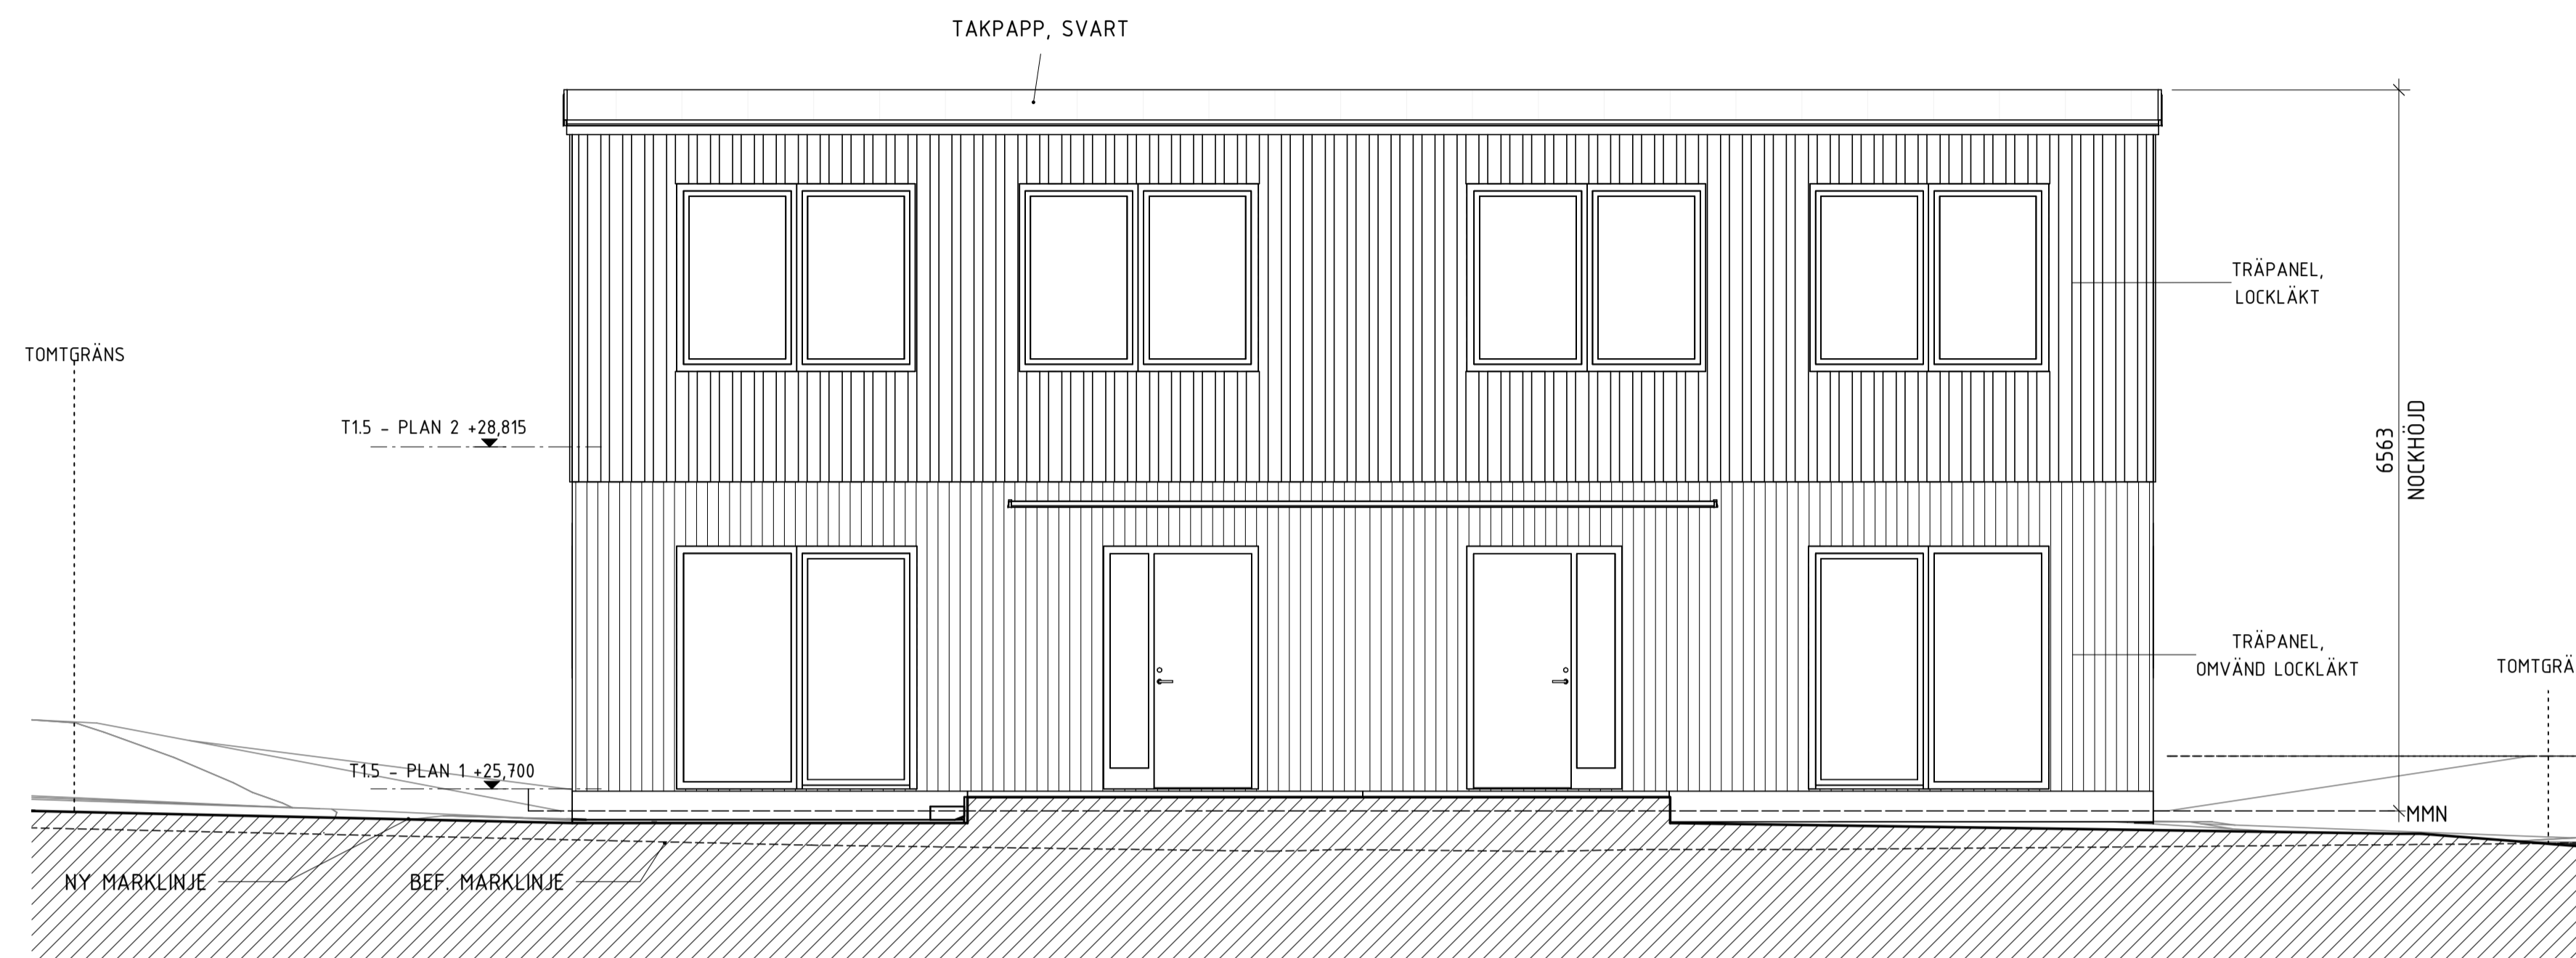 TAKPAPP, SVART
TRÄPANEL,
LOCKLÄKT
TOMTGRÄNS
T1.5 - PLAN 2 +28,815
6563
NOCKHÖJD
TRÄPANEL,
OMVÄND LOCKLÄKT
TOMTGRÄ
T1.5 - PLAN 1 +25,700
MMN
NY MARKLINJE
BEF. MARKLINJE